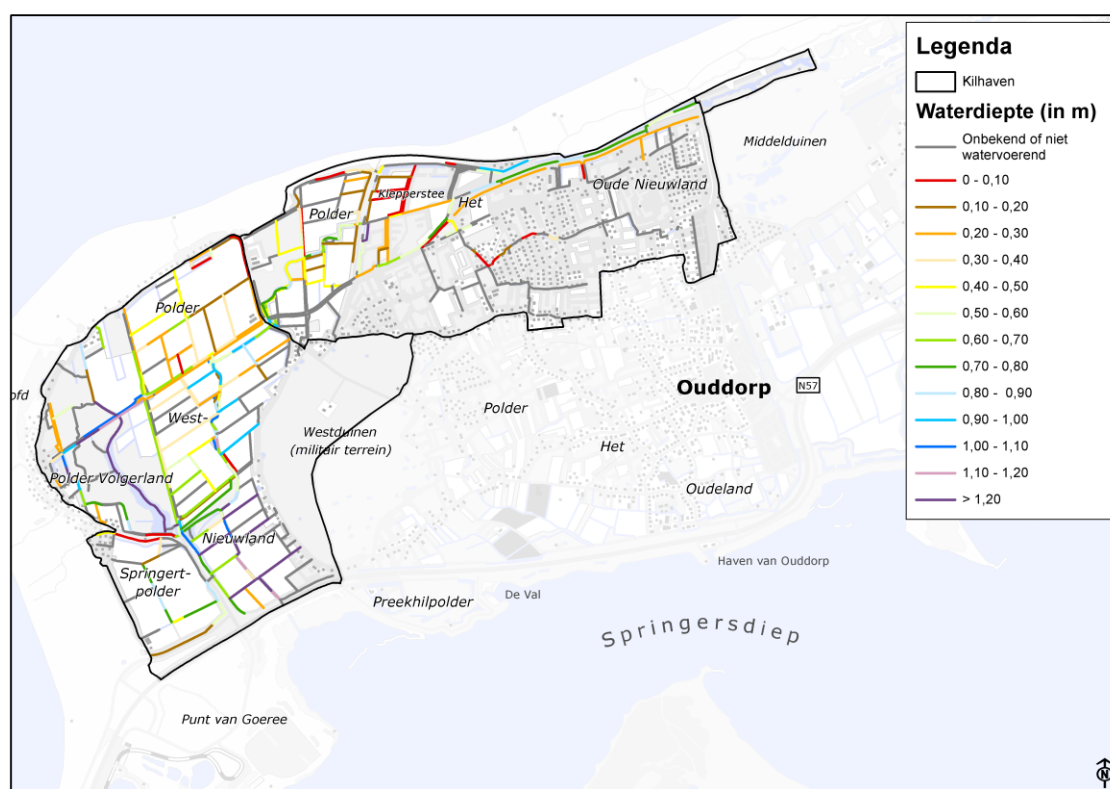 Legenda
Kilhaven
Waterdiepte (in m)
Onbekend of niet
watervoerend
0 - 0,10
0,10 - 0,20
0,20 - 0,30
0,30 - 0,40
0,40 - 0,50
0,50 - 0,60
0,60 - 0,70
0,70 - 0,80
0,80 - 0,90
0,90 - 1,00
1,00 - 1,10
1,10 - 1,20
> 1,20
Middelduinen
Oude Nieuwland
Klepperstee
Het
Polder
Polder
ofd
West-
Westduinen
(militair terrein)
Polder
Ouddorp
N57
Het
Oudeland
Polder Volgerland
Nieuwland
Springert-
polder
Preekhilpolder
De Val
Haven van Ouddorp
Springersdiep
Punt van Goeree
N